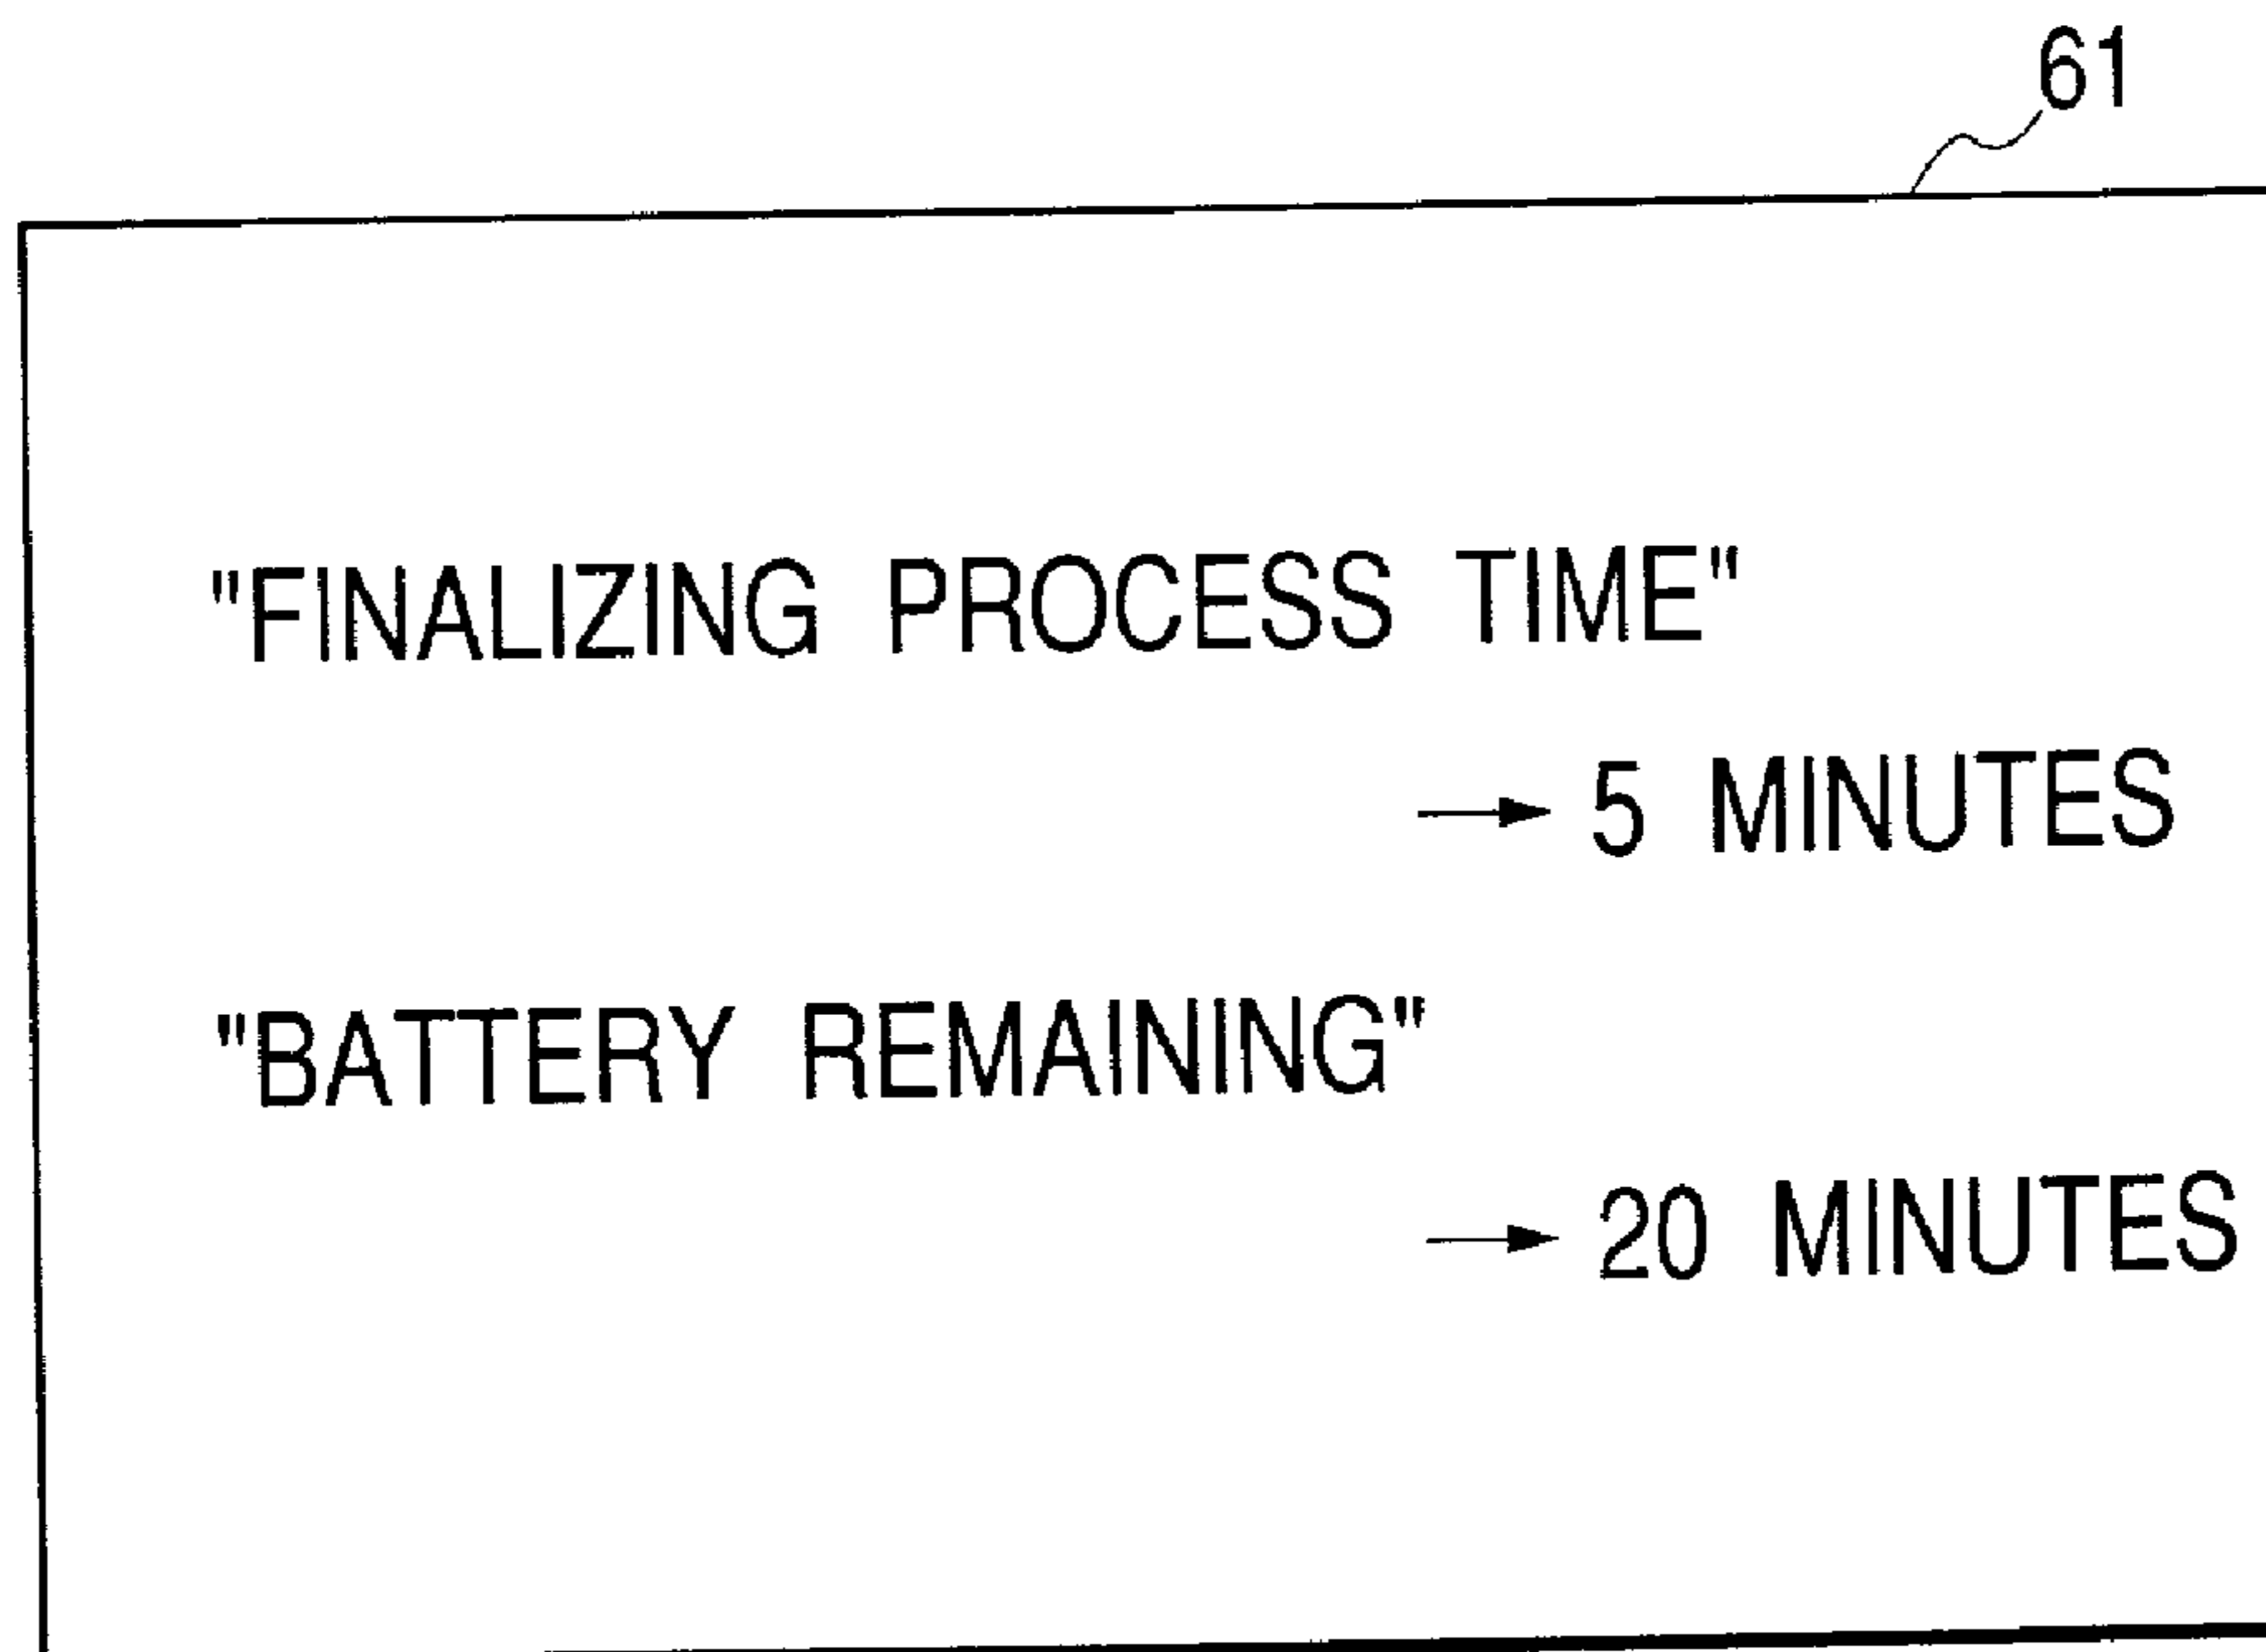 61
"FINALIZING PROCESS TIME"
→ 5 MINUTES
"BATTERY REMAINING"
→ 20 MINUTES